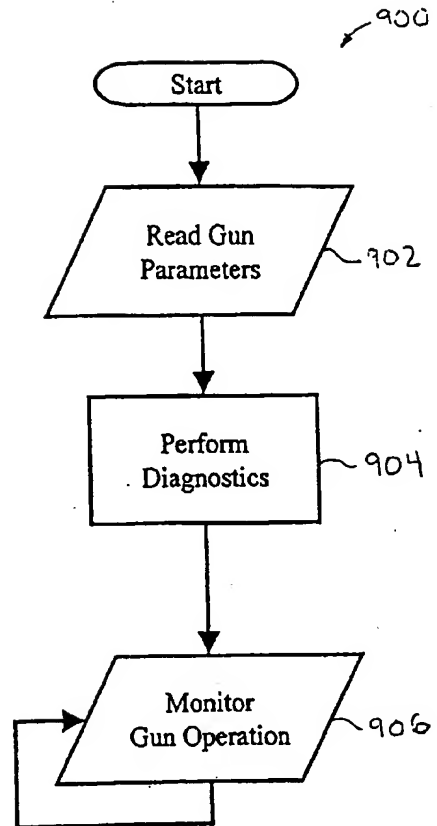 900
Start
Read Gun
Parameters
902
Perform
Diagnostics
904
Monitor
Gun Operation
906